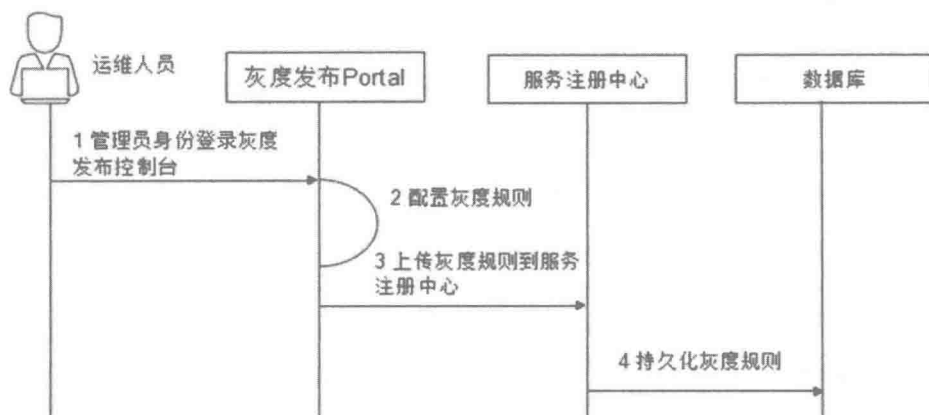 运维人员
灰度发布Portal
服务注册中心
数据库
1 管理员身份登录灰度
发布控制台
2 配置灰度规则
3 上传灰度规则到服务
注册中心
4 持久化灰度规则